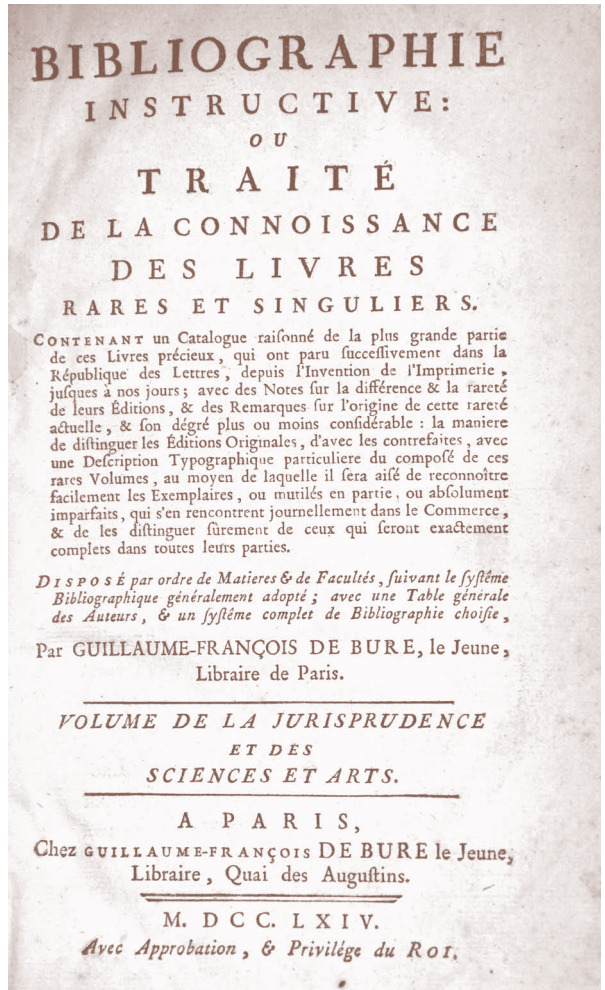 BIBLIOGRAPHIE
INSTRUCTIVE:
OU
TRAITÉ
DE LA CONNOISSANCE
DES LIVRES
RARES ET SINGULIERS.
CONTENANT un Catalogue raiſonné de la plus grande partie
de ces Livres précieux, qui ont paru ſucceſſivement dans la
République des Lettres, depuis l'Invention de l'Imprimerie,
juſques à nos jours; avec des Notes ſur la différence & la rareté
de leurs Éditions, & des Remarques ſur l'origine de cette rareté
actuelle, & ſon dégré plus ou moins conſidérable : la maniere
de diſtinguer les Éditions Originales, d'avec les contrefaites, avec
une Deſcription Typographique particuliere du compoſé de ces
rares Volumes, au moyen de laquelle il ſera aiſé de reconnoître
facilement les Exemplaires, ou mutilés en partie, ou abſolument
imparfaits, qui s'en rencontrent journellement dans le Commerce,
& de les diſtinguer ſûrement de ceux qui ſeront exactement
complets dans toutes leurs parties.
DISPOSÉ par ordre de Matieres & de Facultés, ſuivant le ſyſtême
Bibliographique généralement adopté; avec une Table générale
des Auteurs, & un ſyſtême complet de Bibliographie choiſie,
Par GUILLAUME-FRANÇOIS DE BURE, le Jeune,
Libraire de Paris.
VOLUME DE LA JURISPRUDENCE
ET DES
SCIENCES ET ARTS.
A PARIS,
Chez GUILLAUME-FRANÇOIS DE BURE le Jeune,
Libraire, Quai des Auguſtins.
M. DCC. LXIV.
Avec Approbation, & Privilége du ROI.